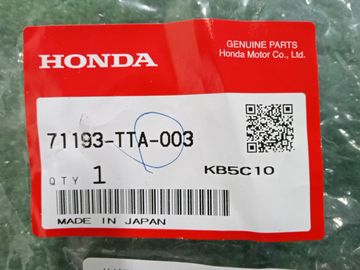 GENUINE PARTS
HONDA
Honda Motor Co., Ltd.
71193-TTA-003
KB5C10
QTY 1
MADE IN JAPAN